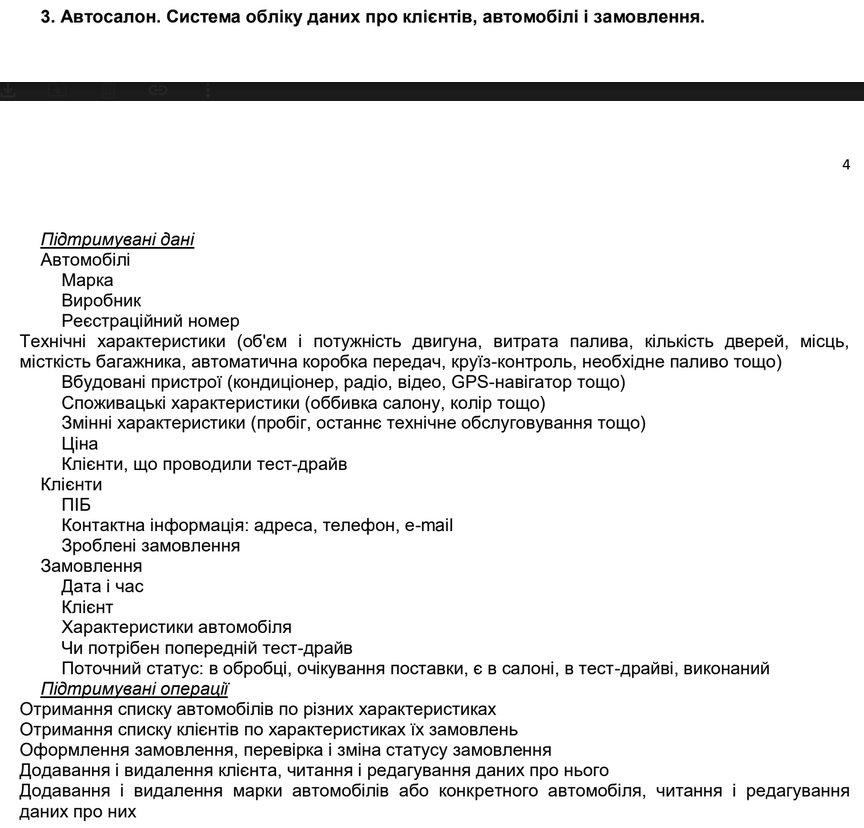 3. Автосалон. Система обліку даних про клієнтів, автомобілі і замовлення.
4
Підтримувані дані
Автомобілі
Марка
Виробник
Реєстраційний номер
Технічні характеристики (об'єм і потужність двигуна, витрата палива, кількість дверей, місць,
місткість багажника, автоматична коробка передач, круїз-контроль, необхідне паливо тощо)
Вбудовані пристрої (кондиціонер, радіо, відео, GPS-навігатор тощо)
Споживацькі характеристики (оббивка салону, колір тощо)
Змінні характеристики (пробіг, останнє технічне обслуговування тощо)
Ціна
Клієнти, що проводили тест-драйв
Клієнти
ПІБ
Контактна інформація: адреса, телефон, e-mail
Зроблені замовлення
Замовлення
Дата і час
Клієнт
Характеристики автомобіля
Чи потрібен попередній тест-драйв
Поточний статус: в обробці, очікування поставки, є в салоні, в тест-драйві, виконаний
Підтримувані операції
Отримання списку автомобілів по різних характеристиках
Отримання списку клієнтів по характеристиках їх замовлень
Оформлення замовлення, перевірка і зміна статусу замовлення
Додавання і видалення клієнта, читання і редагування даних про нього
Додавання і видалення марки автомобілів або конкретного автомобіля, читання і редагування
даних про них